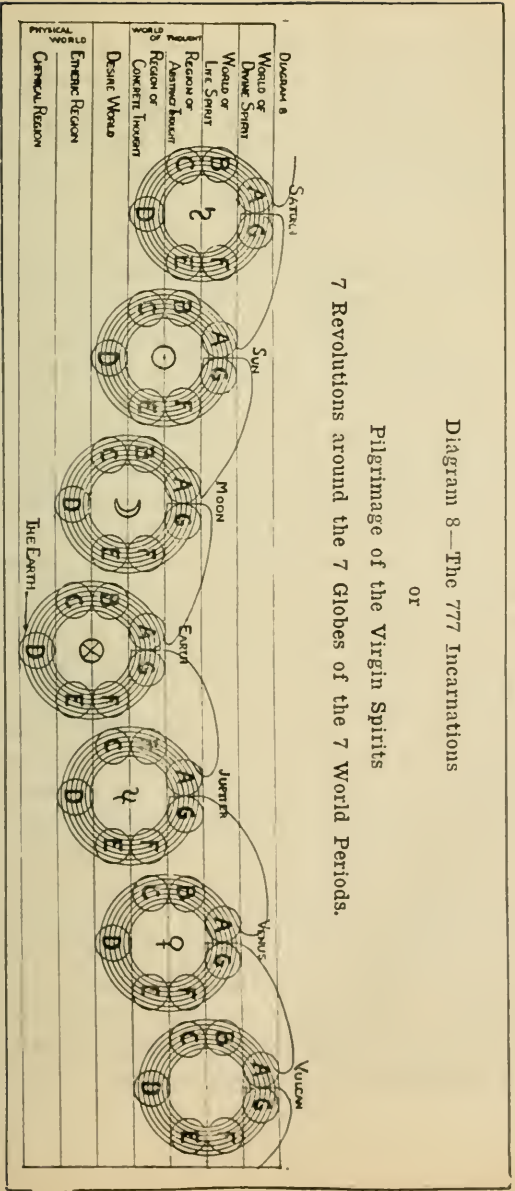 Diagram 8—The 777 Incarnations
or
Pilgrimage of the Virgin Spirits
7 Revolutions around the 7 Globes of the 7 World Periods.
DIAGRAM 8
WORLD OF
DIVINE SPIRIT
WORLD OF
LIFE SPIRIT
WORLD
OF THOUGHT
REGION OF
ABSTRACT THOUGHT
REGION OF
CONCRETE THOUGHT
DESIRE WORLD
PHYSICAL
WORLD
ETHERIC REGION
CHEMICAL REGION
SATURN
A G
B F
C E
D
SUN
A G
B F
C E
D
MOON
A G
B F
C E
D
EARTH
A G
B F
C E
D
THE EARTH
JUPITER
A G
F
C E
D
VENUS
A G
B F
C E
D
VULCAN
A G
B F
C E
D